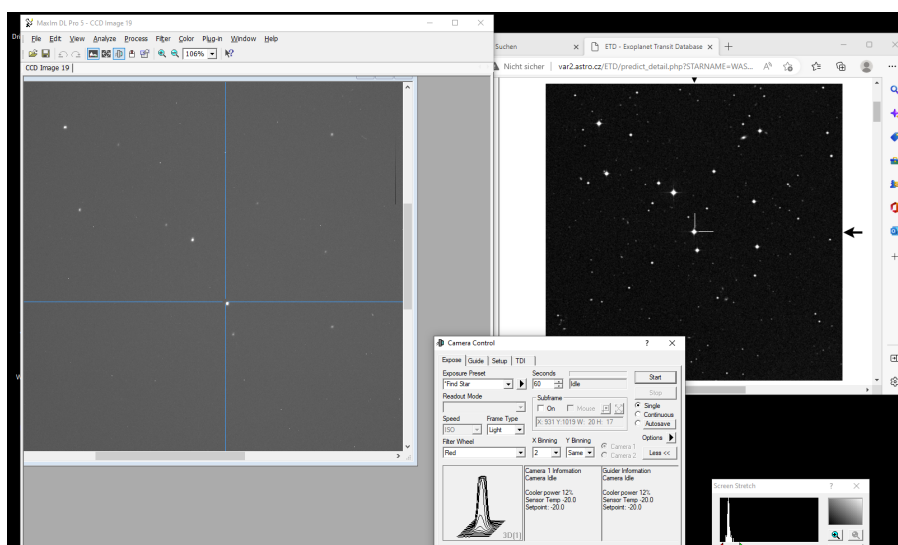 MaxIm DL Pro 5 - CCD Image 19
File Edit View Analyze Process Filter Color Plug-in Window Help
106%
CCD Image 19
Suchen
ETD - Exoplanet Transit Database
Nicht sicher | var2.astro.cz/ETD/predict_detail.php?STARNAME=WAS...
Camera Control
Expose Guide Setup TDI
Exposure Preset
*Find Star
Seconds
60
Idle
Start
Stop
Readout Mode
Subframe
On
Mouse
X: 931 Y:1019 W: 20 H: 17
Single
Continuous
Autosave
Speed
ISO
Frame Type
Light
Options
Filter Wheel
Red
X Binning
2
Y Binning
Same
Camera 1
Camera 2
Less <<
3D[1]
Camera 1 Information
Camera Idle
Cooler power 12%
Sensor Temp -20.0
Setpoint: -20.0
Guider Information
Camera Idle
Cooler power 12%
Sensor Temp -20.0
Setpoint: -20.0
Screen Stretch